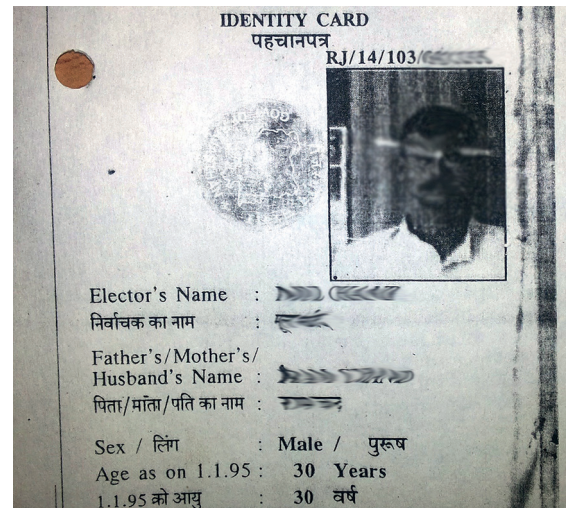 IDENTITY CARD
पहचानपत्र
RJ/14/103/
Elector's Name :
निर्वाचक का नाम :
Father's/Mother's/
Husband's Name :
पिता/माता/पति का नाम :
Sex / लिंग : Male / पुरूष
Age as on 1.1.95 : 30 Years
1.1.95 को आयु : 30 वर्ष